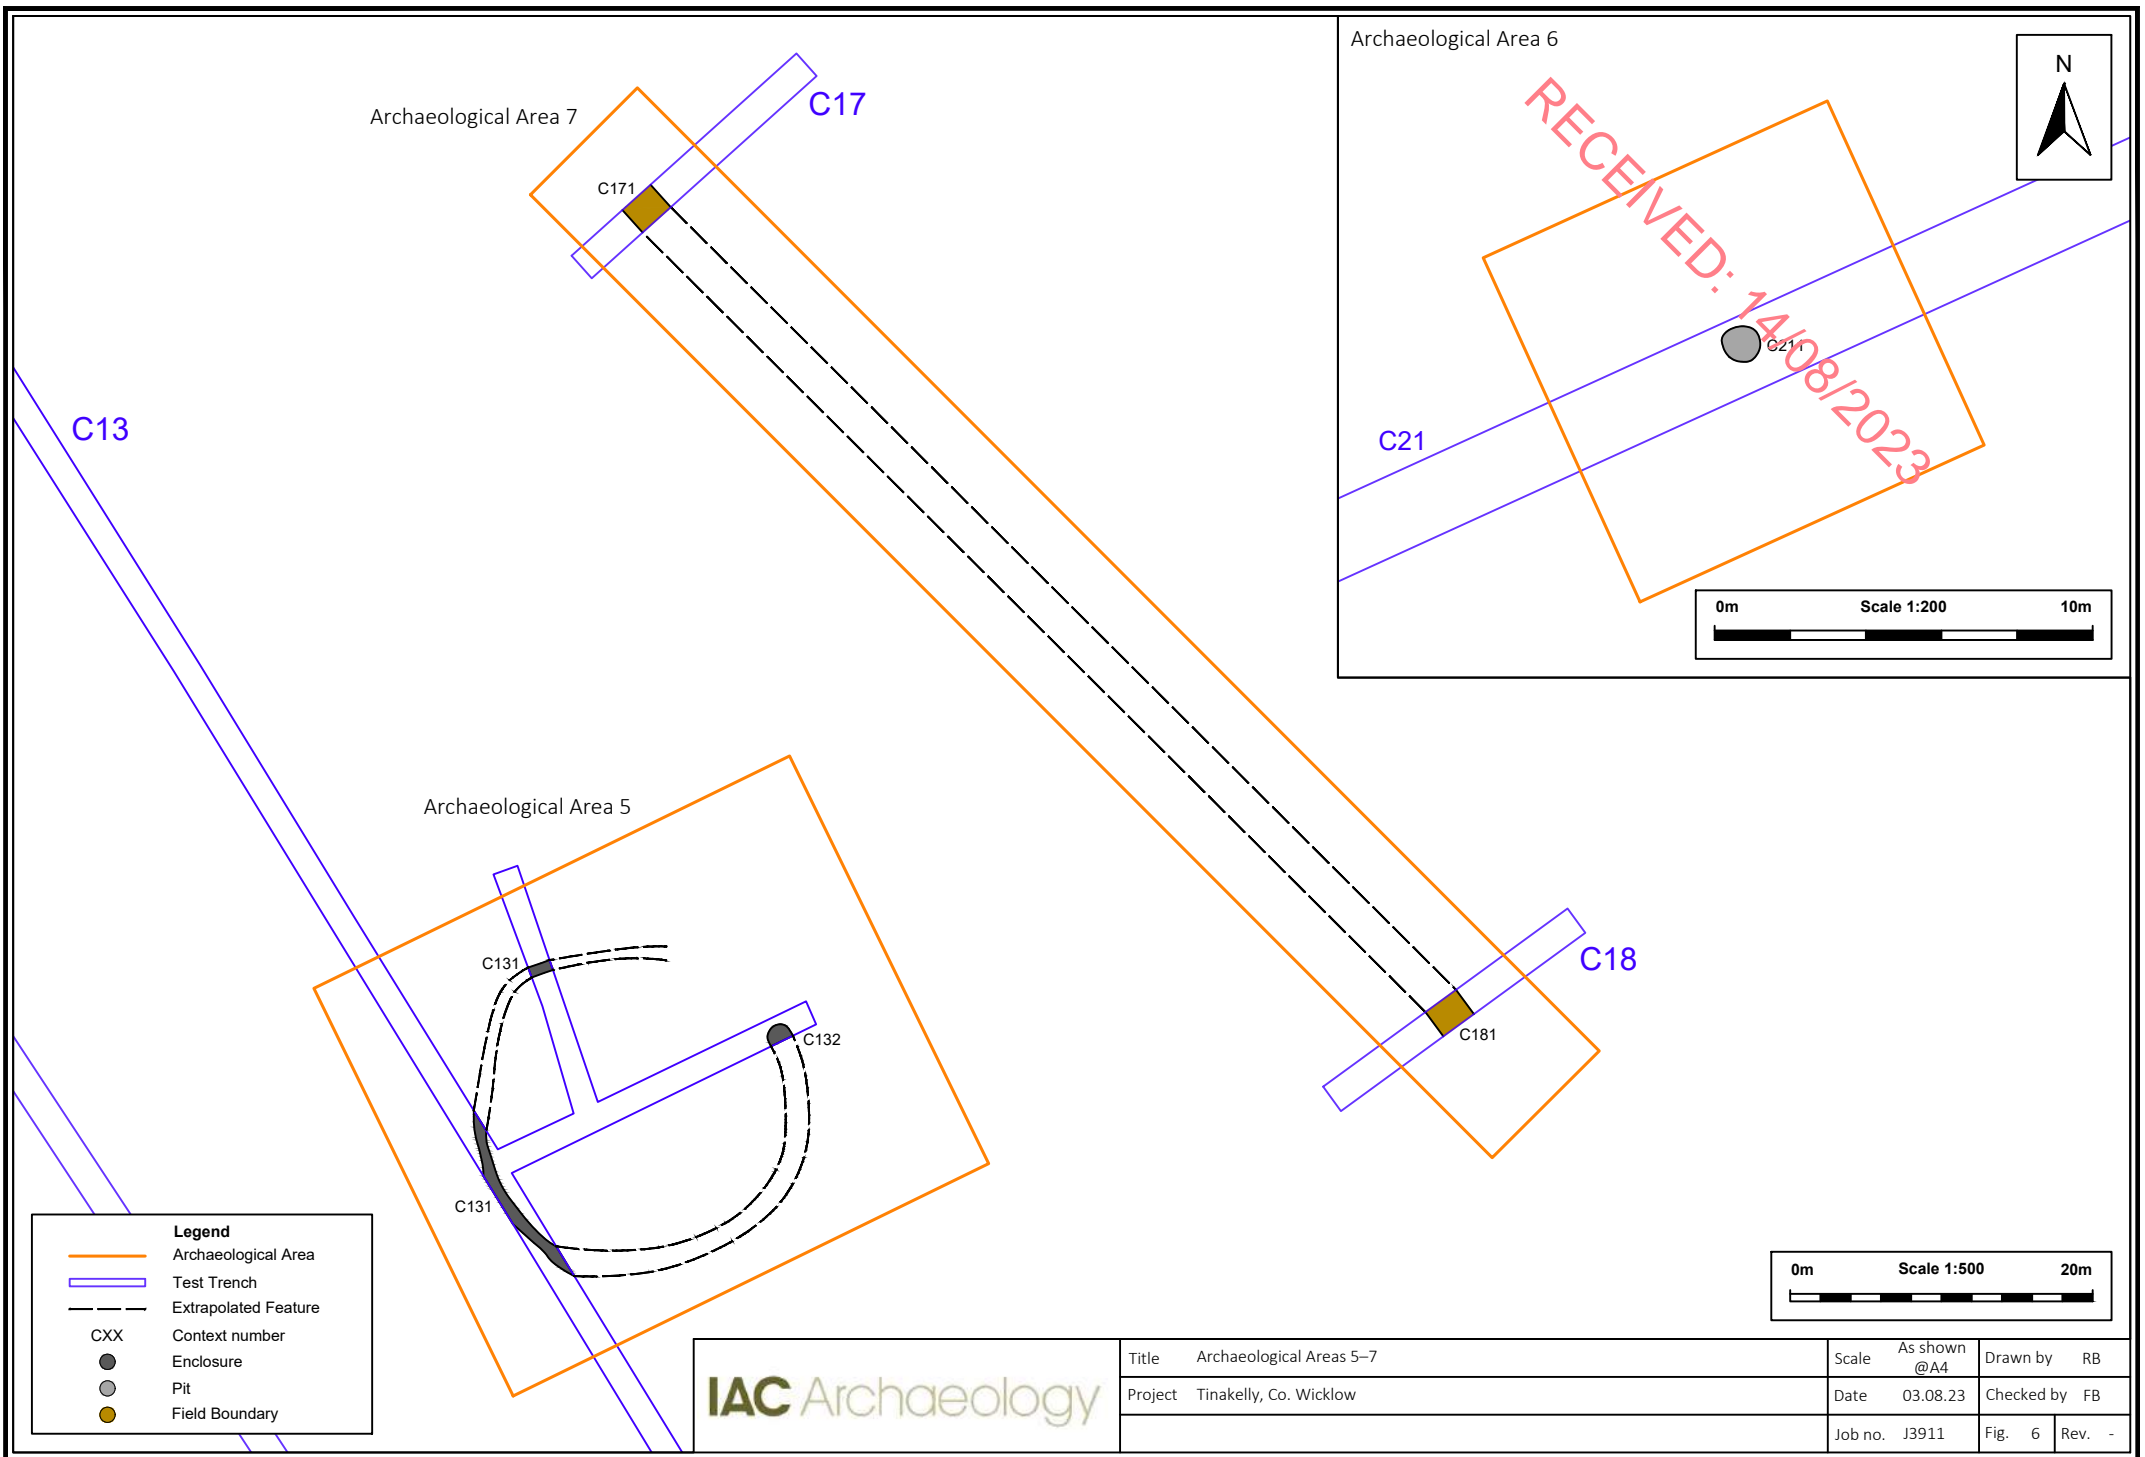 Archaeological Area 6
N
RECEIVED: 14/08/2023
C211
C21
0m Scale 1:200 10m
Archaeological Area 7
C17
C171
C13
Archaeological Area 5
C131
C132
C131
C18
C181
Legend
Archaeological Area
Test Trench
Extrapolated Feature
CXX Context number
Enclosure
Pit
Field Boundary
0m Scale 1:500 20m
IAC Archaeology
Title Archaeological Areas 5–7
Project Tinakelly, Co. Wicklow
Scale As shown @A4
Drawn by RB
Date 03.08.23
Checked by FB
Job no. J3911
Fig. 6
Rev. -